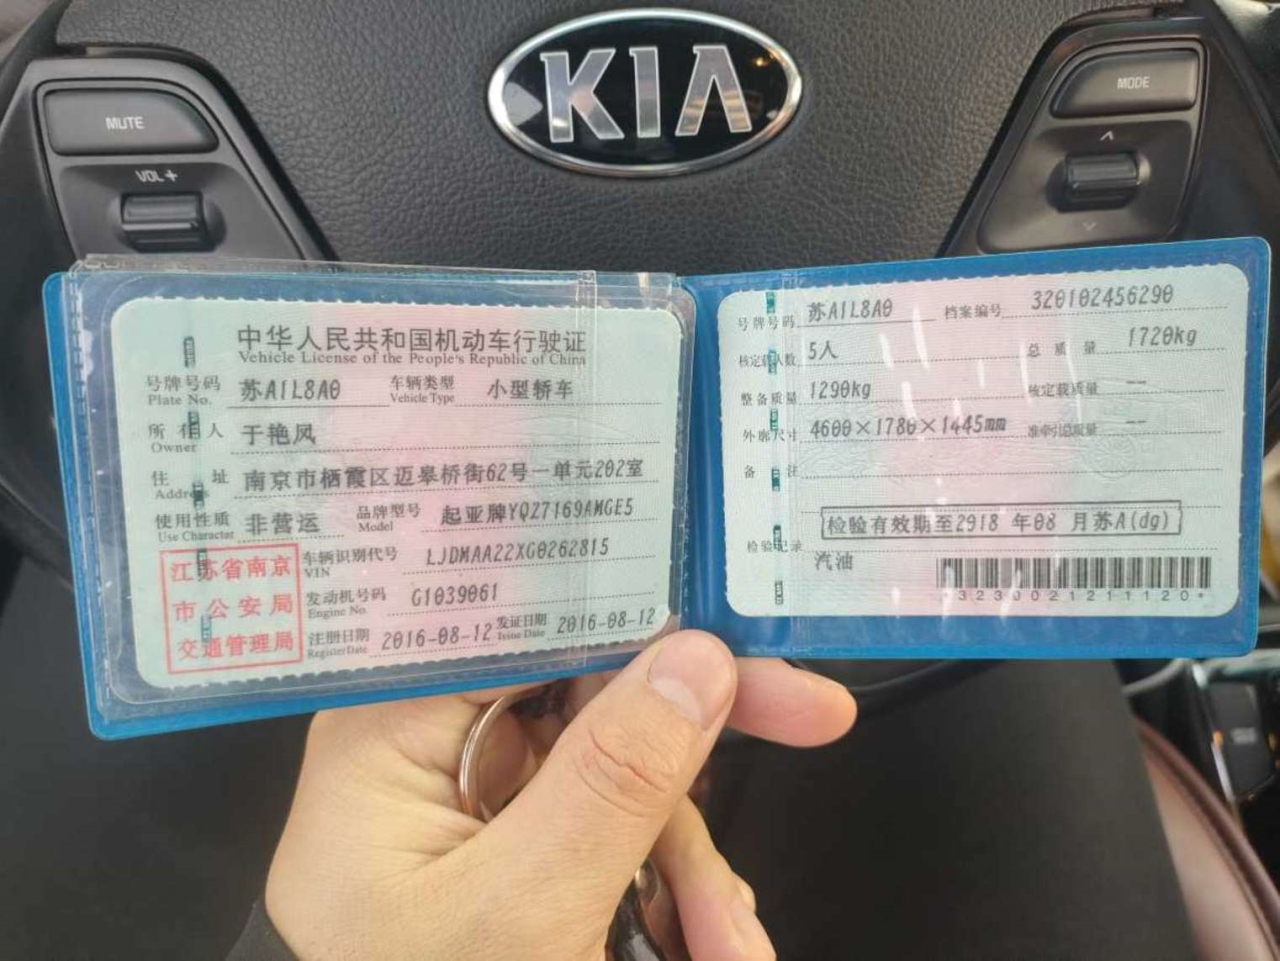 KIA
MUTE
VOL+
MODE
中华人民共和国机动车行驶证
Vehicle License of the People's Republic of China
号牌号码 苏A1L8A0 车辆类型 小型轿车
Plate No. Vehicle Type
所有人 于艳凤
Owner
住址 南京市栖霞区迈皋桥街62号一单元202室
Address
使用性质 非营运 品牌型号 起亚牌YQZ7169AMGE5
Use Character Model
江苏省南京
市公安局
交通管理局
车辆识别代号 LJDMAA22XG0262815
VIN
发动机号码 G1039061
Engine No.
注册日期 2016-08-12 发证日期 2016-08-12
Register Date Issue Date
号牌号码 苏A1L8A0 档案编号 320102456290
核定载人数 5人 总质量 1720kg
整备质量 1290kg 核定载质量 --
外廓尺寸 4600×1780×1445mm 准牵引总质量 --
备注
检验有效期至2918 年08 月苏A(dg)
检验记录
汽油
*3230021211120*